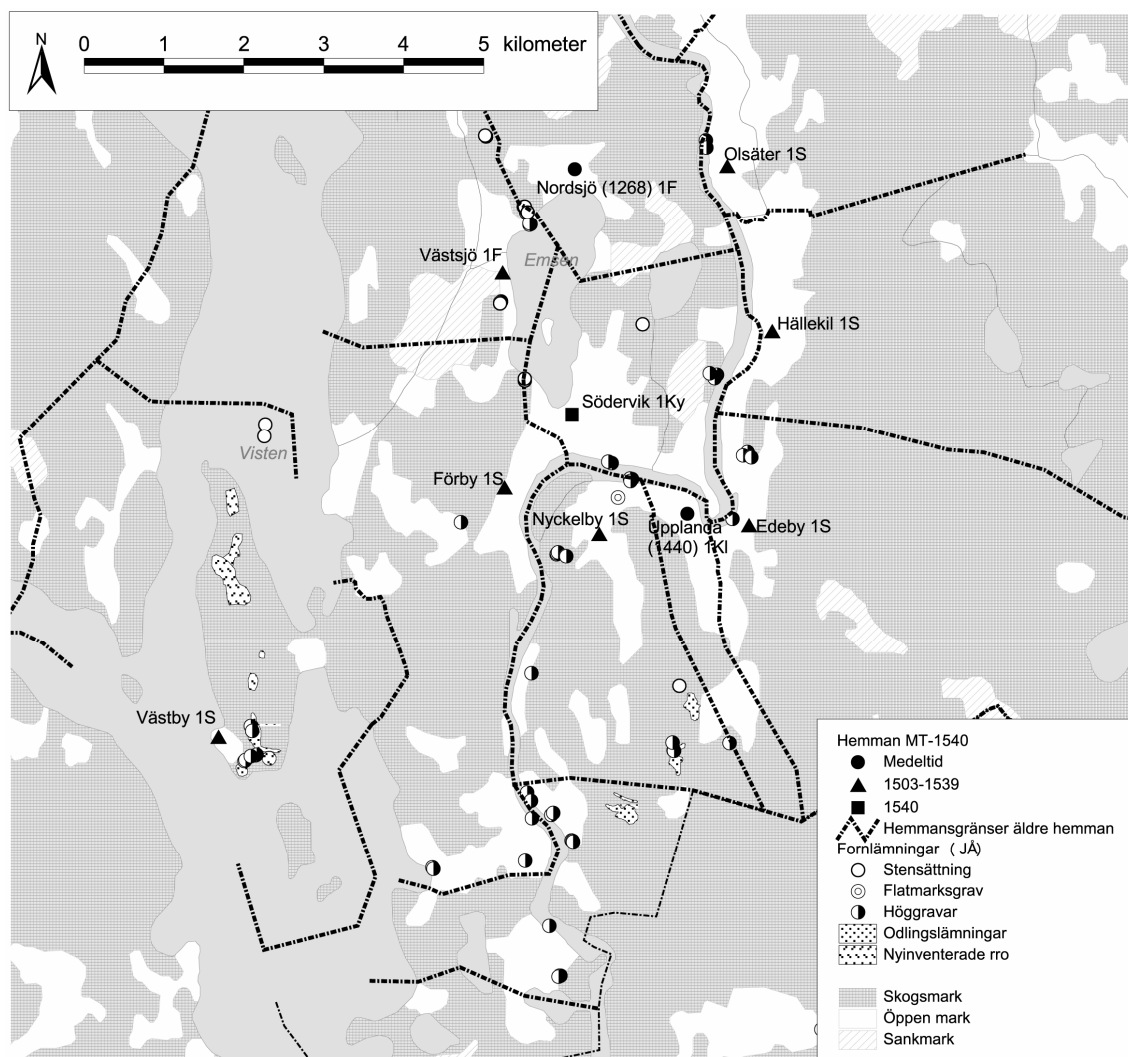 N
0 1 2 3 4 5 kilometer
Olsäter 1S
Nordsjö (1268) 1F
Västsjö 1F
Emsen
Hällekil 1S
Södervik 1Ky
Visten
Förby 1S
Nyckelby 1S
Upplanda
(1440) 1Kl
Edeby 1S
Västby 1S
Hemman MT-1540
Medeltid
1503-1539
1540
Hemmansgränser äldre hemman
Fornlämningar ( JÅ)
Stensättning
Flatmarksgrav
Höggravar
Odlingslämningar
Nyinventerade rro
Skogsmark
Öppen mark
Sankmark